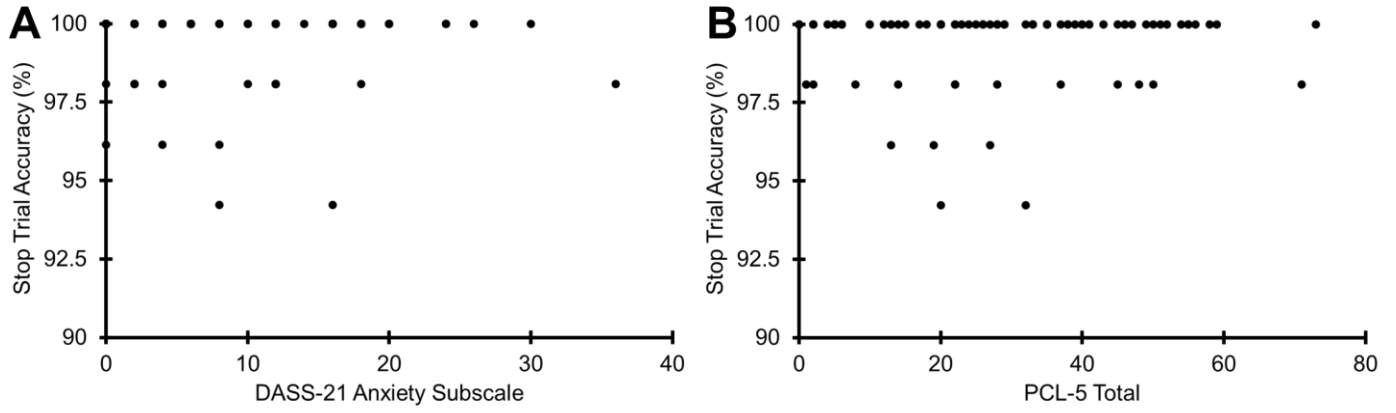 A
Stop Trial Accuracy (%)
100
97.5
95
92.5
90
0 10 20 30 40
DASS-21 Anxiety Subscale
B
Stop Trial Accuracy (%)
100
97.5
95
92.5
90
0 20 40 60 80
PCL-5 Total